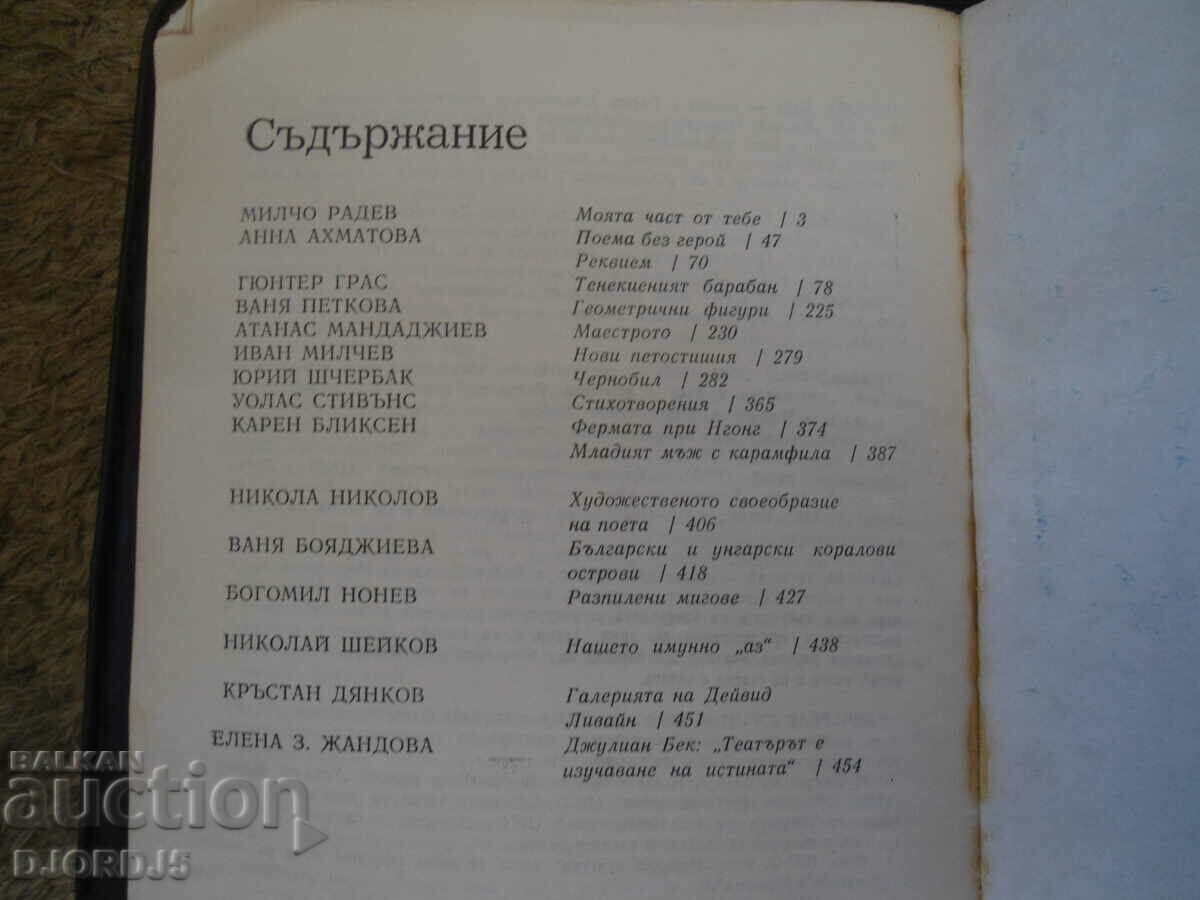 Съдържание
МИЛЧО РАДЕВ Моята част от тебе / 3
АННА АХМАТОВА Поема без герой / 47
Реквием / 70
ГЮНТЕР ГРАС Тенекиеният барабан / 78
ВАНЯ ПЕТКОВА Геометрични фигури / 225
АТАНАС МАНДАДЖИЕВ Маестрото / 230
ИВАН МИЛЧЕВ Нови петостишия / 279
ЮРИЙ ШЧЕРБАК Чернобил / 282
УОЛАС СТИВЪНС Стихотворения / 365
КАРЕН БЛИКСЕН Фермата при Нгонг / 374
Младият мъж с карамфила / 387
НИКОЛА НИКОЛОВ Художественото своеобразие
на поета / 406
ВАНЯ БОЯДЖИЕВА Български и унгарски коралови
острови / 418
БОГОМИЛ НОНЕВ Разпилени мигове / 427
НИКОЛАЙ ШЕЙКОВ Нашето имунно „аз“ / 438
КРЪСТАН ДЯНКОВ Галерията на Дейвид
Ливайн / 451
ЕЛЕНА З. ЖАНДОВА Джулиан Бек: „Театърът е
изучаване на истината“ / 454
BALKAN
auction
DJORDJ5